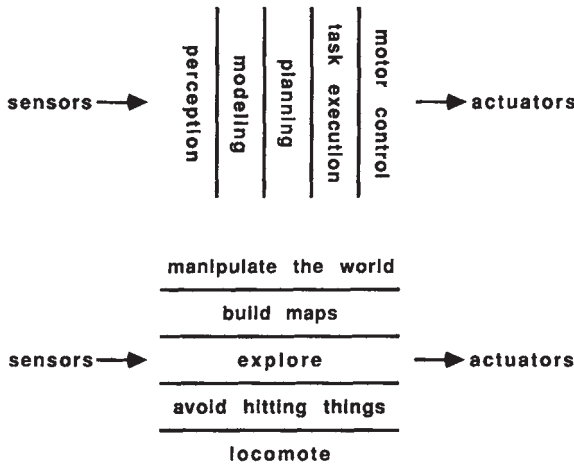 sensors
perception
modeling
planning
task execution
motor control
actuators
manipulate the world
build maps
sensors
explore
actuators
avoid hitting things
locomote